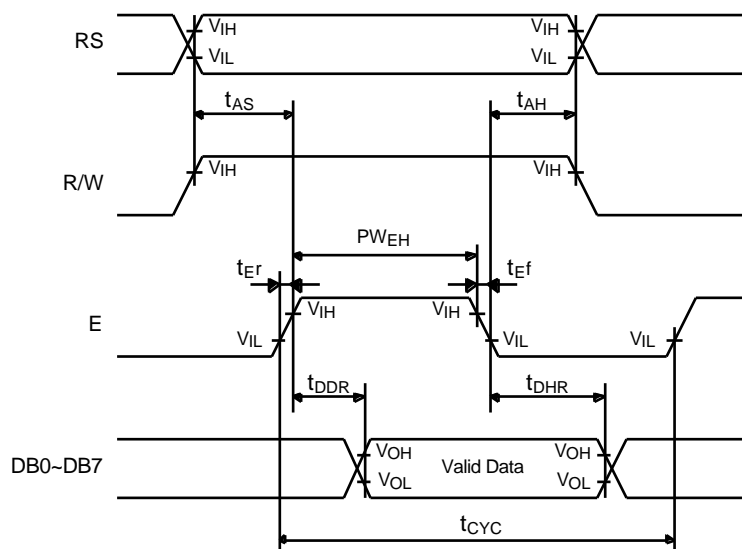 RS
VIH
VIH
VIL
VIL
tAS
tAH
R/W
VIH
VIH
PWEH
tEr
tEf
E
VIH
VIH
VIL
VIL
VIL
tDDR
tDHR
DB0~DB7
VOH
Valid Data
VOH
VOL
VOL
tCYC